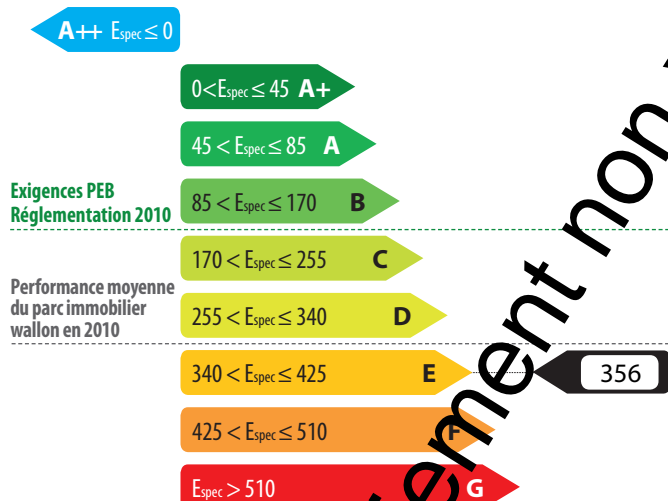 A++ Espec ≤ 0
0<Espec ≤ 45 A+
45 < Espec ≤ 85 A
Exigences PEB
Réglementation 2010
85 < Espec ≤ 170 B
170 < Espec ≤ 255 C
Performance moyenne
du parc immobilier
wallon en 2010
255 < Espec ≤ 340 D
340 < Espec ≤ 425 E
356
425 < Espec ≤ 510 F
Espec > 510 G
ement non